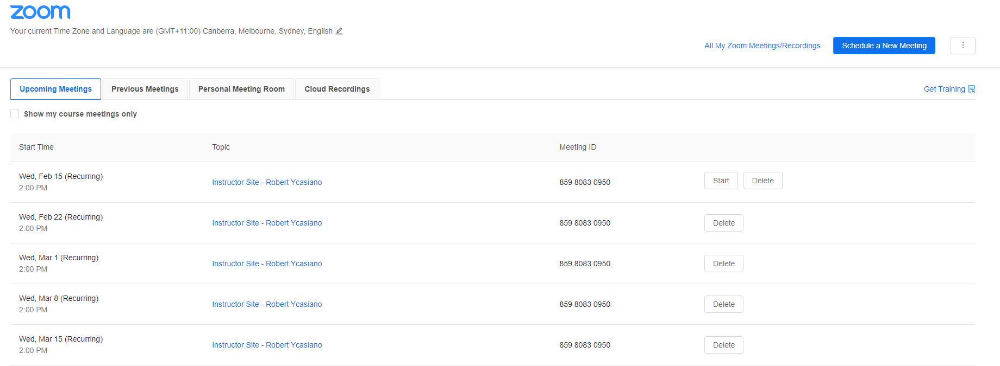 zoom
Your current Time Zone and Language are (GMT+11:00) Canberra, Melbourne, Sydney, English
All My Zoom Meetings/Recordings
Schedule a New Meeting
Upcoming Meetings
Previous Meetings
Personal Meeting Room
Cloud Recordings
Get Training
Show my course meetings only
Start Time Topic Meeting ID
Wed, Feb 15 (Recurring)
2:00 PM
Instructor Site - Robert Ycasiano
859 8083 0950
Start
Delete
Wed, Feb 22 (Recurring)
2:00 PM
Instructor Site - Robert Ycasiano
859 8083 0950
Delete
Wed, Mar 1 (Recurring)
2:00 PM
Instructor Site - Robert Ycasiano
859 8083 0950
Delete
Wed, Mar 8 (Recurring)
2:00 PM
Instructor Site - Robert Ycasiano
859 8083 0950
Delete
Wed, Mar 15 (Recurring)
2:00 PM
Instructor Site - Robert Ycasiano
859 8083 0950
Delete